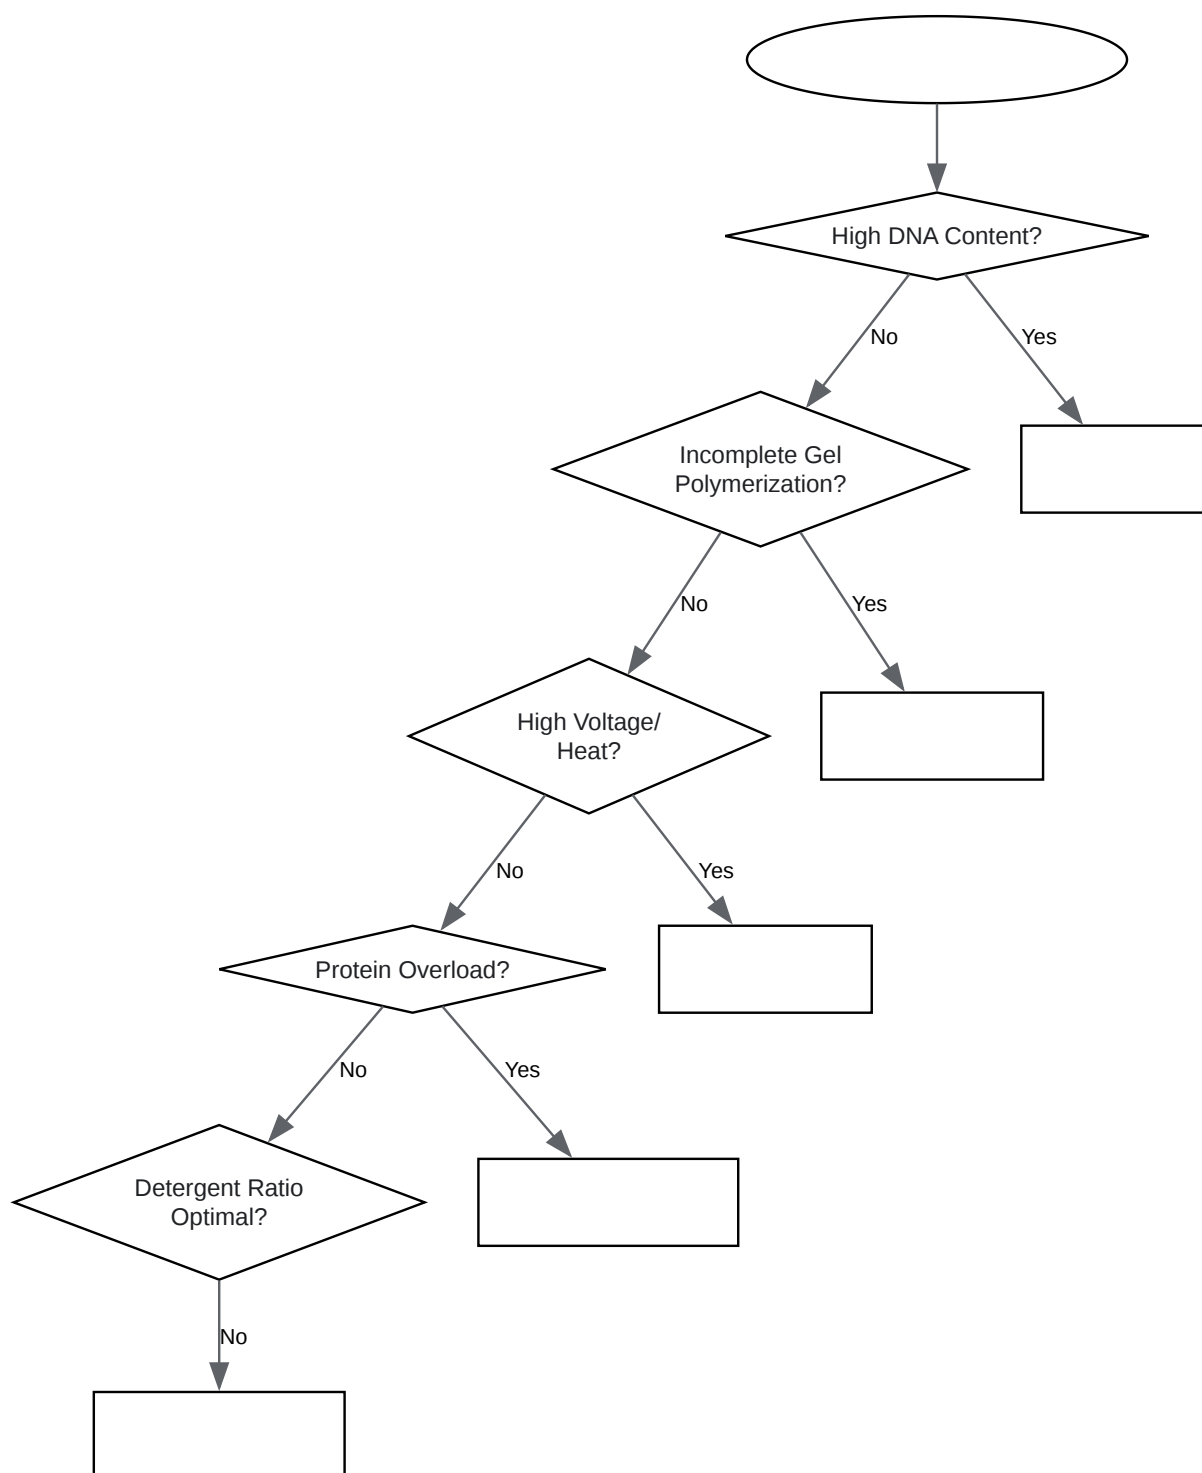 High DNA Content?
No
Yes
Incomplete Gel
Polymerization?
No
Yes
High Voltage/
Heat?
No
Yes
Protein Overload?
No
Yes
Detergent Ratio
Optimal?
No